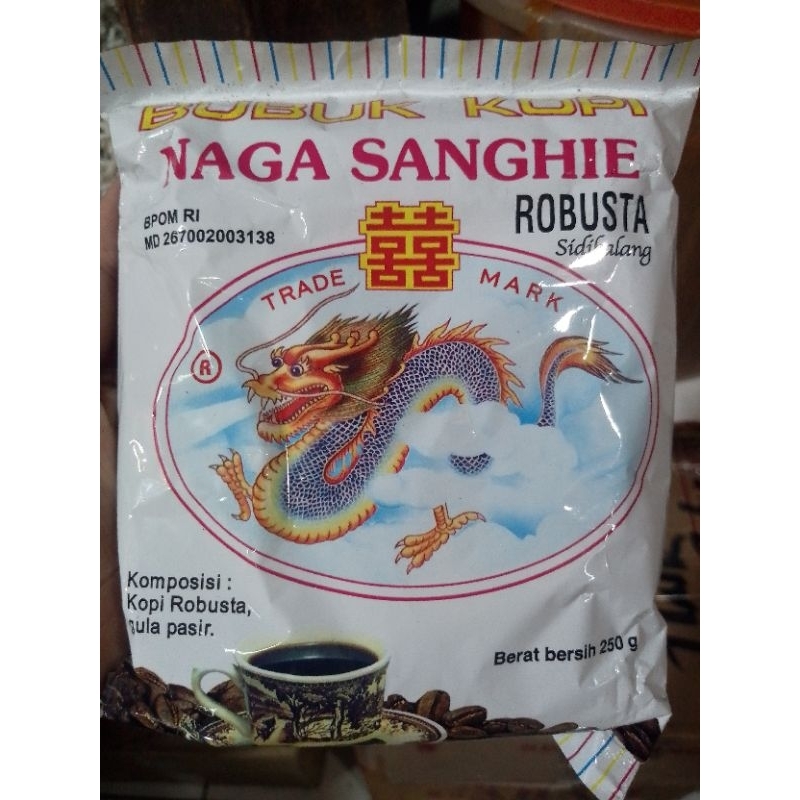 BUBUK KOPI
NAGA SANGHIE
BPOM RI
MD 267002003138
囍
ROBUSTA
Sidikalang
TRADE MARK
®
Komposisi :
Kopi Robusta,
gula pasir.
Berat bersih 250 g